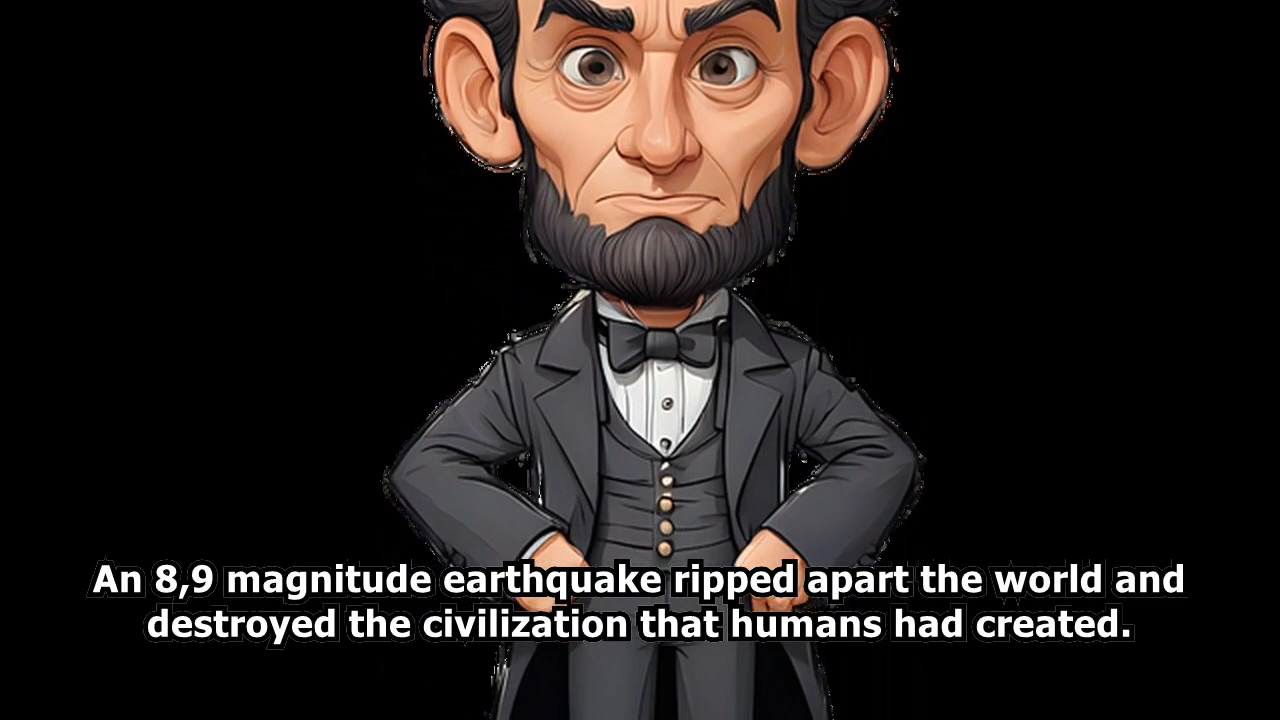 An 8,9 magnitude earthquake ripped apart the world and
destroyed the civilization that humans had created.